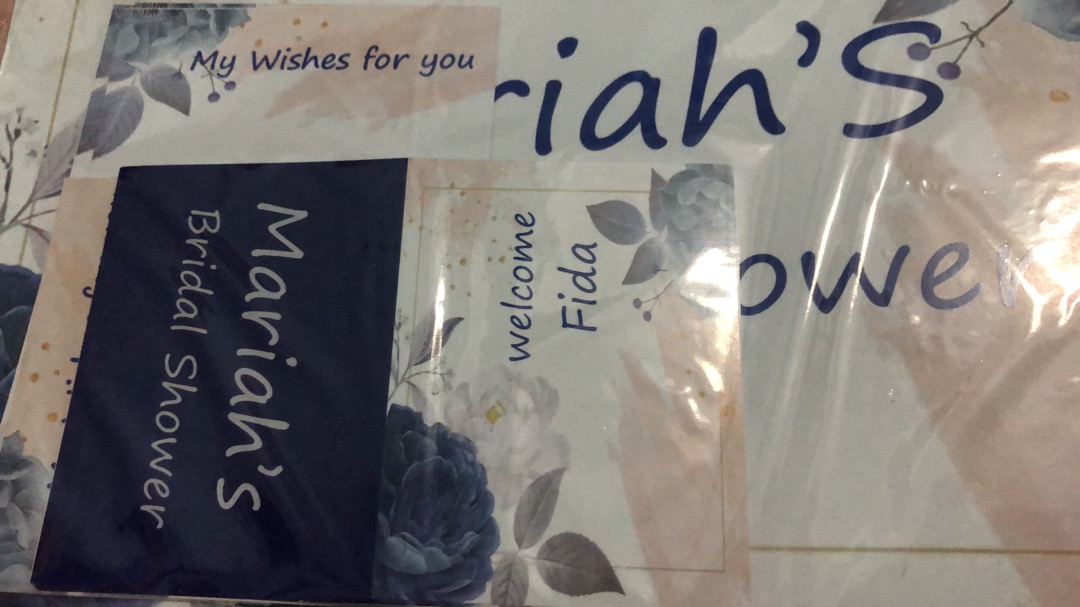 My Wishes for you
riah's
ower
Mariah's
Bridal Shower
welcome
Fida